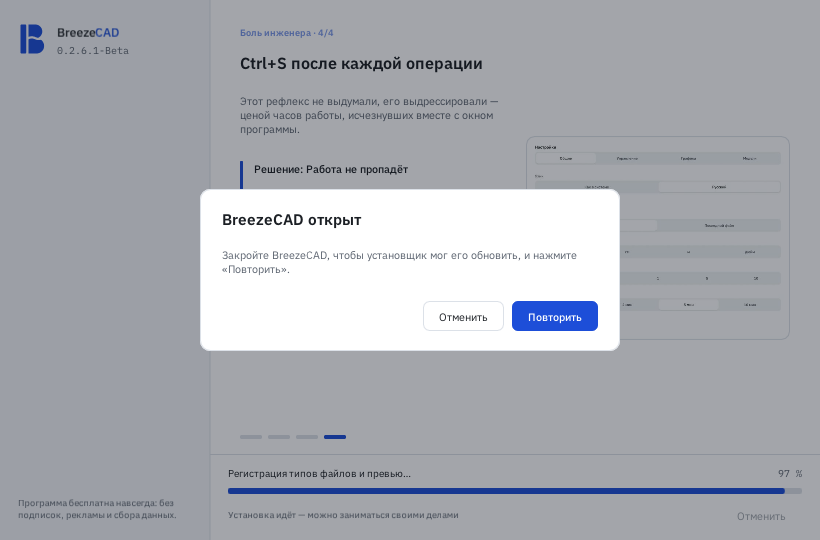 BreezeCAD
0.2.6.1-Beta
Боль инженера · 4/4
Ctrl+S после каждой операции
Этот рефлекс не выдумали, его выдрессировали —
ценой часов работы, исчезнувших вместе с окном
программы.
Решение: Работа не пропадёт
Настройки
BreezeCAD открыт
Закройте BreezeCAD, чтобы установщик мог его обновить, и нажмите
«Повторить».
Отменить
Повторить
Регистрация типов файлов и превью...
97 %
Установка идёт — можно заниматься своими делами
Отменить
Программа бесплатна навсегда: без
подписок, рекламы и сбора данных.